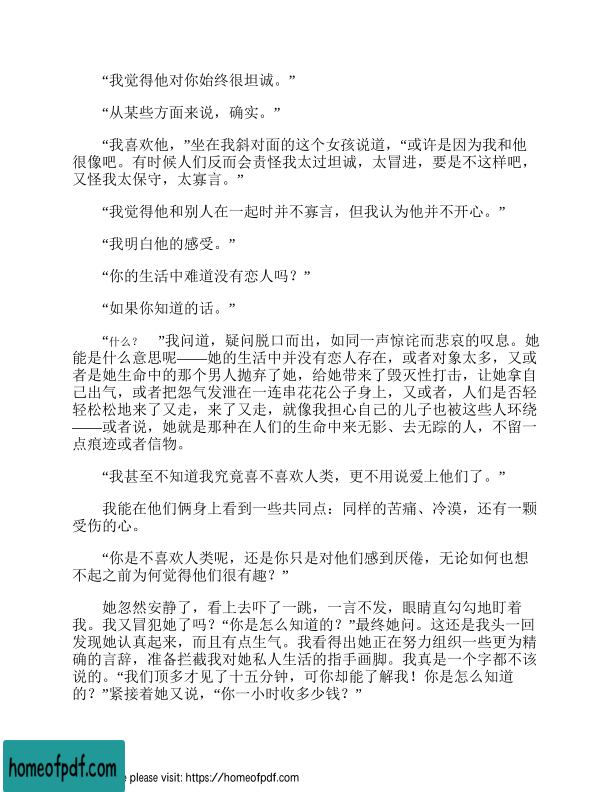 “我觉得他对你始终很坦诚。”
“从某些方面来说，确实。”
“我喜欢他，”坐在我斜对面的这个女孩说道，“或许是因为我和他
很像吧。有时候人们反而会责怪我太过坦诚，太冒进，要是不这样吧，
又怪我太保守，太寡言。”
“我觉得他和别人在一起时并不寡言，但我认为他并不开心。”
“我明白他的感受。”
“你的生活中难道没有恋人吗？”
“如果你知道的话。”
“什么？ ”我问道，疑问脱口而出，如同一声惊诧而悲哀的叹息。她
能是什么意思呢——她的生活中并没有恋人存在，或者对象太多，又或
者是她生命中的那个男人抛弃了她，给她带来了毁灭性打击，让她拿自
己出气，或者把怨气发泄在一连串花花公子身上，又或者，人们是否轻
轻松松地来了又走，来了又走，就像我担心自己的儿子也被这些人环绕
——或者说，她就是那种在人们的生命中来无影、去无踪的人，不留一
点痕迹或者信物。
“我甚至不知道我究竟喜不喜欢人类，更不用说爱上他们了。”
我能在他们俩身上看到一些共同点：同样的苦痛、冷漠，还有一颗
受伤的心。
“你是不喜欢人类呢，还是你只是对他们感到厌倦，无论如何也想
不起之前为何觉得他们很有趣？”
她忽然安静了，看上去吓了一跳，一言不发，眼睛直勾勾地盯着
我。我又冒犯她了吗？“你是怎么知道的？”最终她问。这还是我头一回
发现她认真起来，而且有点生气。我看得出她正在努力组织一些更为精
确的言辞，准备拦截我对她私人生活的指手画脚。我真是一个字都不该
说的。“我们顶多才见了十五分钟，可你却能了解我！你是怎么知道
的？”紧接着她又说，“你一小时收多少钱？”
homeofpdf.com
please visit: https://homeofpdf.com